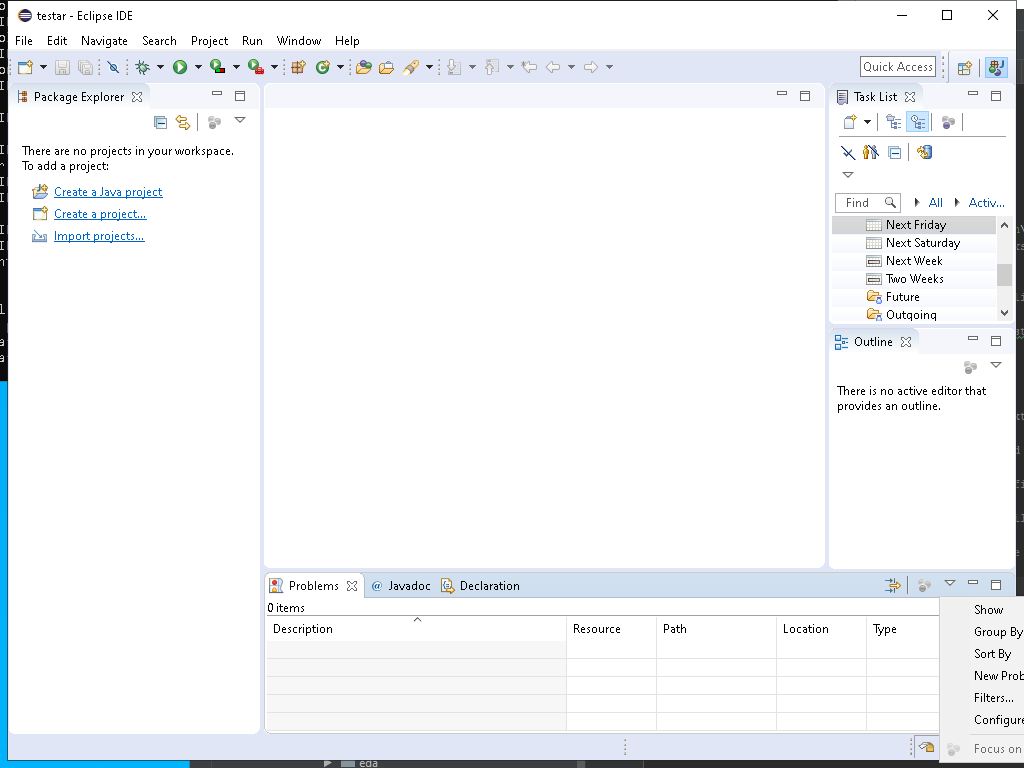 testar - Eclipse IDE
File Edit Navigate Search Project Run Window Help
Quick Access
Package Explorer
There are no projects in your workspace.
To add a project:
Create a Java project
Create a project...
Import projects...
Task List
Find All Activ...
Next Friday
Next Saturday
Next Week
Two Weeks
Future
Outgoing
Outline
There is no active editor that
provides an outline.
Problems @ Javadoc Declaration
0 items
Description Resource Path Location Type
Show
Group By
Sort By
New Prob
Filters...
Configure
Focus on
eda